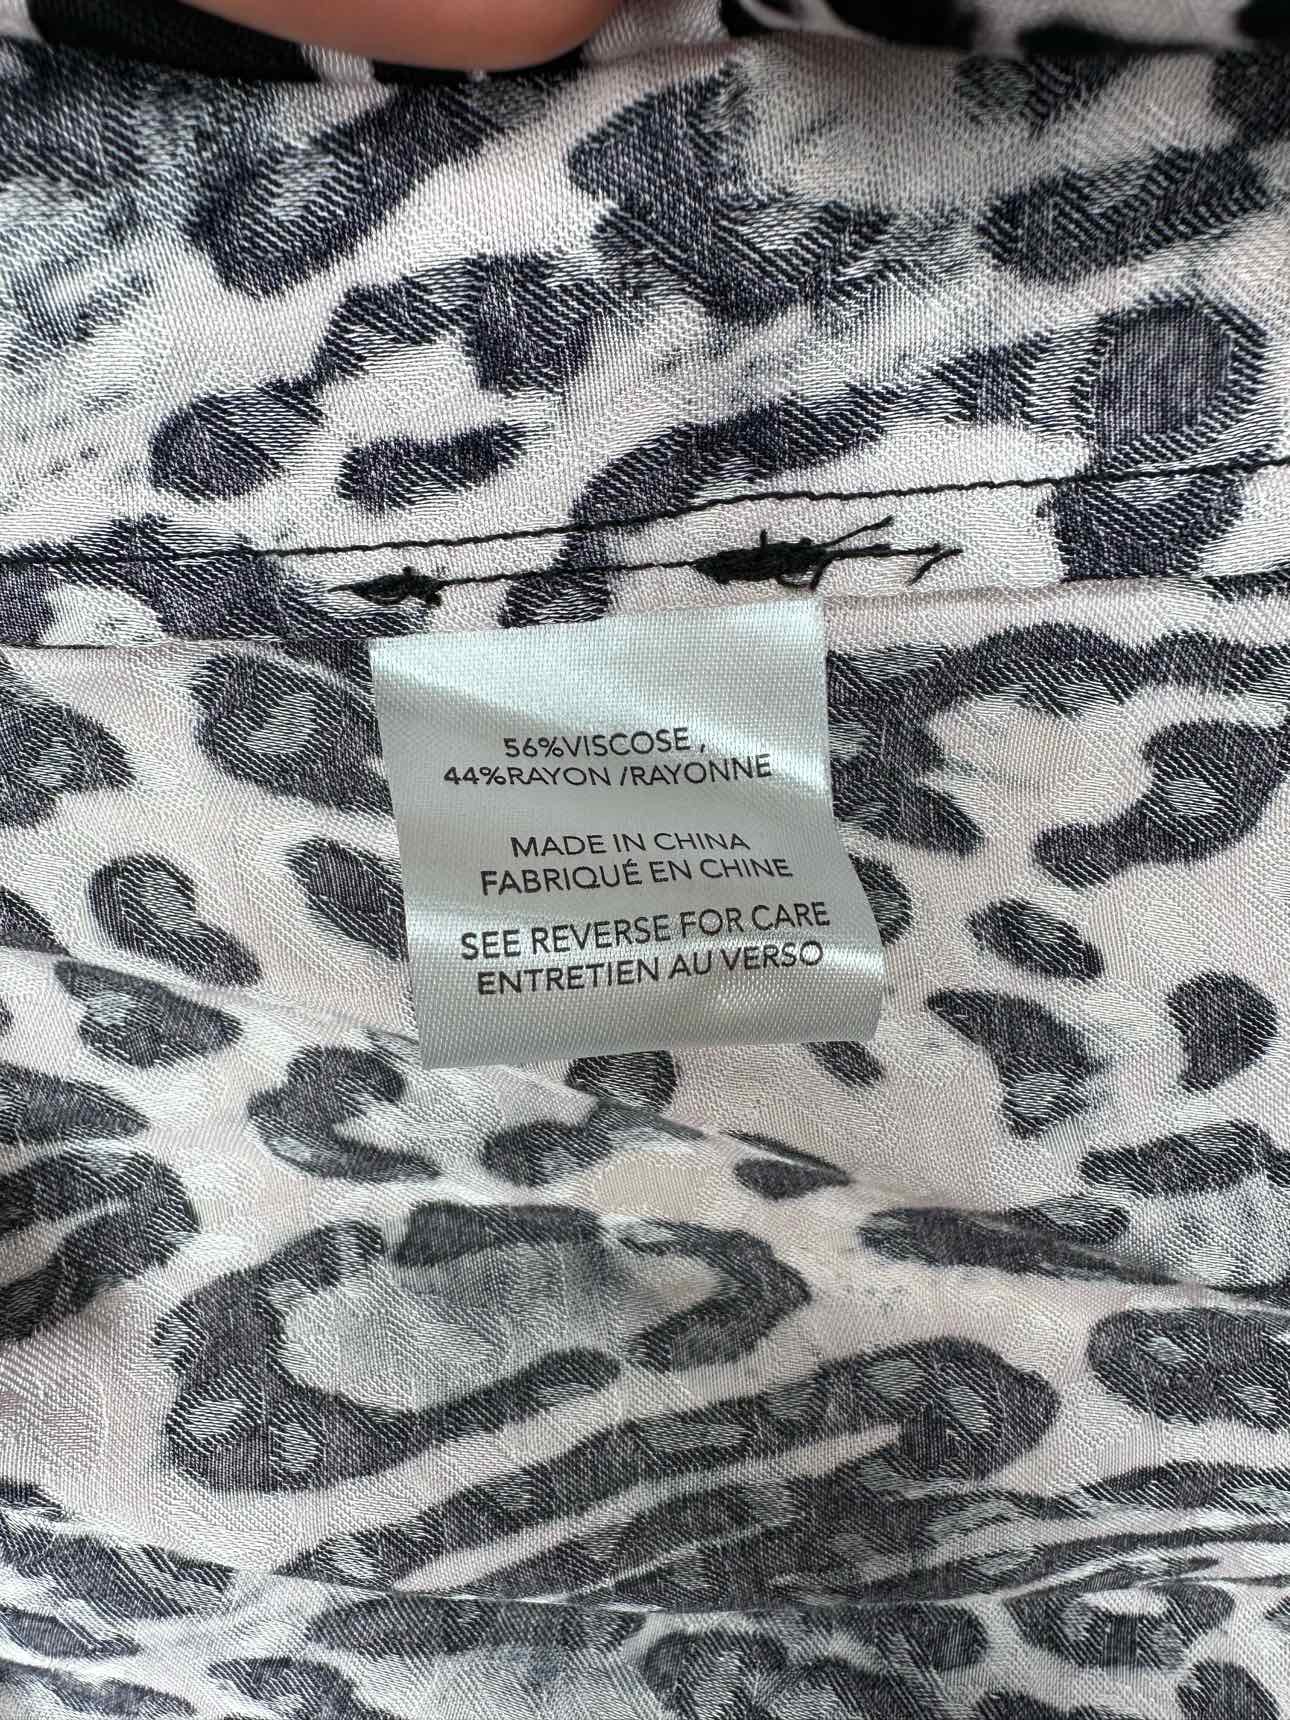 56%VISCOSE ,
44%RAYON /RAYONNE
MADE IN CHINA
FABRIQUÉ EN CHINE
SEE REVERSE FOR CARE
ENTRETIEN AU VERSO